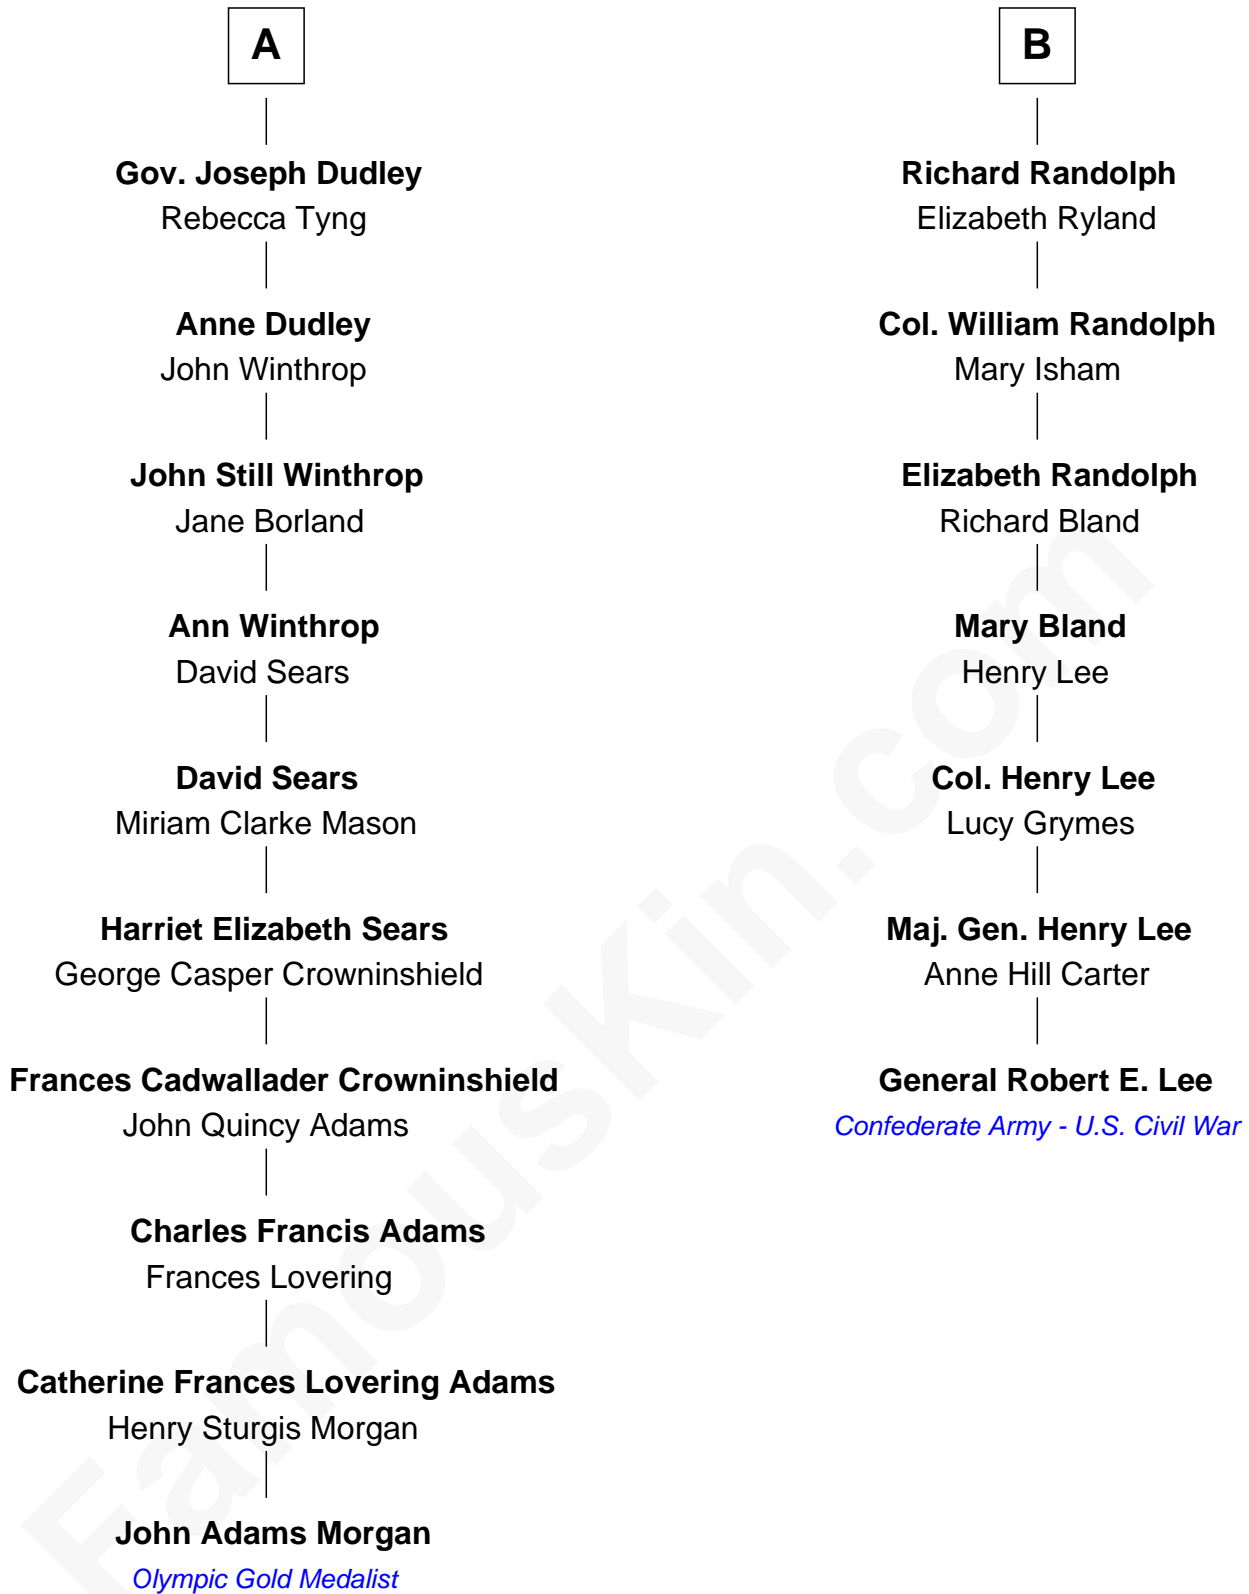 A
Gov. Joseph Dudley
Rebecca Tyng
Anne Dudley
John Winthrop
John Still Winthrop
Jane Borland
Ann Winthrop
David Sears
David Sears
Miriam Clarke Mason
Harriet Elizabeth Sears
George Casper Crowninshield
Frances Cadwallader Crowninshield
John Quincy Adams
Charles Francis Adams
Frances Lovering
Catherine Frances Lovering Adams
Henry Sturgis Morgan
John Adams Morgan
Olympic Gold Medalist
B
Richard Randolph
Elizabeth Ryland
Col. William Randolph
Mary Isham
Elizabeth Randolph
Richard Bland
Mary Bland
Henry Lee
Col. Henry Lee
Lucy Grymes
Maj. Gen. Henry Lee
Anne Hill Carter
General Robert E. Lee
Confederate Army - U.S. Civil War
FamousKin.com